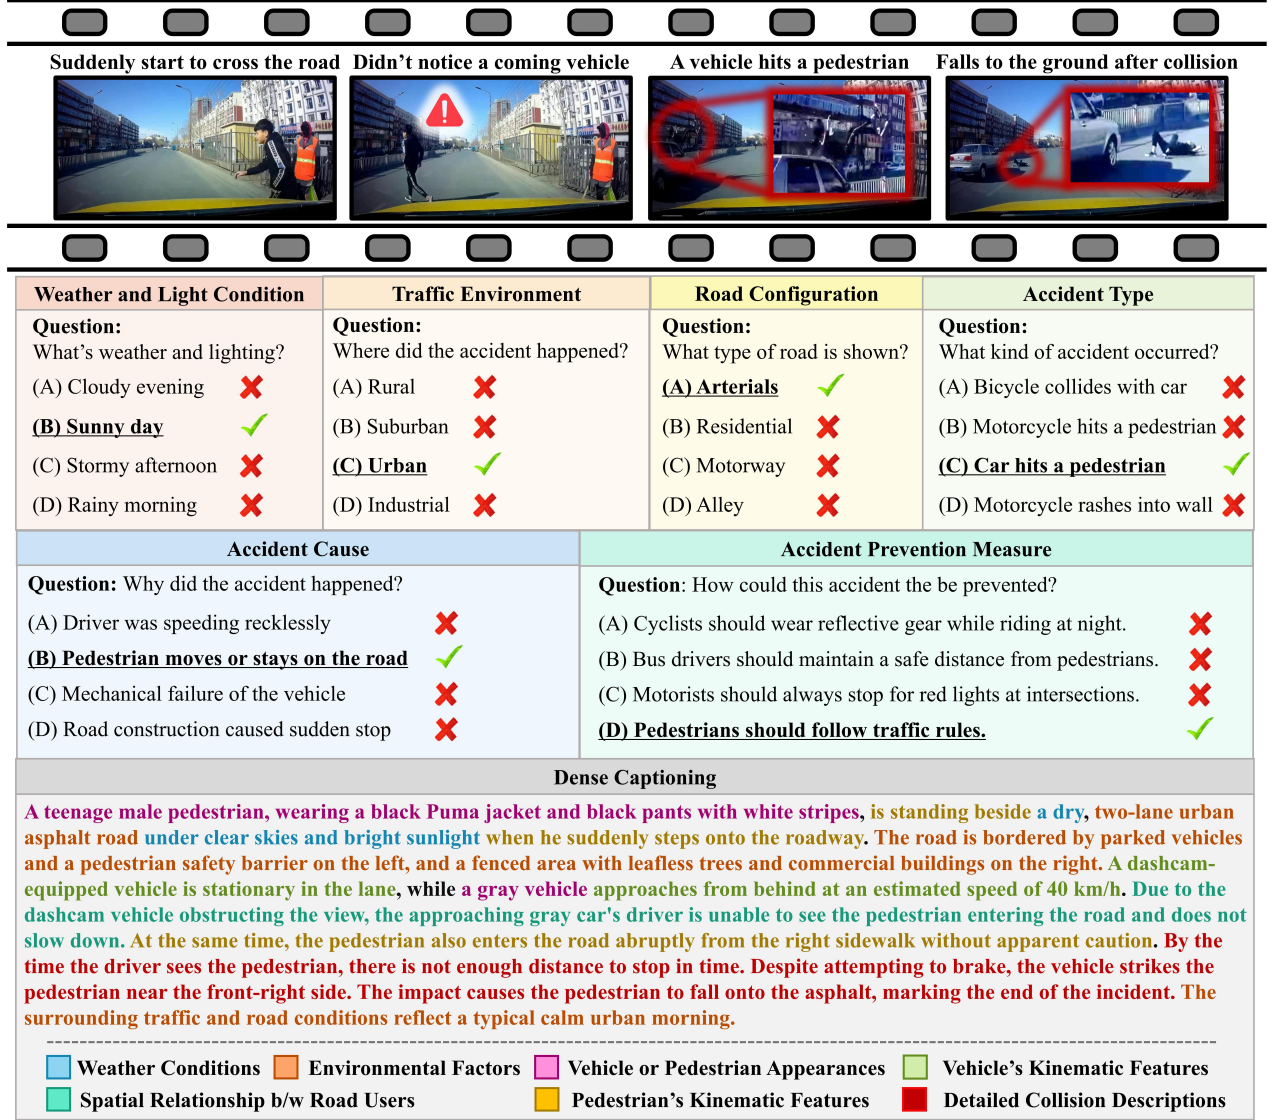 Suddenly start to cross the road
Didn't notice a coming vehicle
A vehicle hits a pedestrian
Falls to the ground after collision
Weather and Light Condition
Question:
What's weather and lighting?
(A) Cloudy evening
(B) Sunny day
(C) Stormy afternoon
(D) Rainy morning
Traffic Environment
Question:
Where did the accident happened?
(A) Rural
(B) Suburban
(C) Urban
(D) Industrial
Road Configuration
Question:
What type of road is shown?
(A) Arterials
(B) Residential
(C) Motorway
(D) Alley
Accident Type
Question:
What kind of accident occurred?
(A) Bicycle collides with car
(B) Motorcycle hits a pedestrian
(C) Car hits a pedestrian
(D) Motorcycle rashes into wall
Accident Cause
Question: Why did the accident happened?
(A) Driver was speeding recklessly
(B) Pedestrian moves or stays on the road
(C) Mechanical failure of the vehicle
(D) Road construction caused sudden stop
Accident Prevention Measure
Question: How could this accident the be prevented?
(A) Cyclists should wear reflective gear while riding at night.
(B) Bus drivers should maintain a safe distance from pedestrians.
(C) Motorists should always stop for red lights at intersections.
(D) Pedestrians should follow traffic rules.
Dense Captioning
A teenage male pedestrian, wearing a black Puma jacket and black pants with white stripes, is standing beside a dry, two-lane urban
asphalt road under clear skies and bright sunlight when he suddenly steps onto the roadway. The road is bordered by parked vehicles
and a pedestrian safety barrier on the left, and a fenced area with leafless trees and commercial buildings on the right. A dashcam-
equipped vehicle is stationary in the lane, while a gray vehicle approaches from behind at an estimated speed of 40 km/h. Due to the
dashcam vehicle obstructing the view, the approaching gray car's driver is unable to see the pedestrian entering the road and does not
slow down. At the same time, the pedestrian also enters the road abruptly from the right sidewalk without apparent caution. By the
time the driver sees the pedestrian, there is not enough distance to stop in time. Despite attempting to brake, the vehicle strikes the
pedestrian near the front-right side. The impact causes the pedestrian to fall onto the asphalt, marking the end of the incident. The
surrounding traffic and road conditions reflect a typical calm urban morning.
Weather Conditions
Environmental Factors
Vehicle or Pedestrian Appearances
Vehicle's Kinematic Features
Spatial Relationship b/w Road Users
Pedestrian's Kinematic Features
Detailed Collision Descriptions